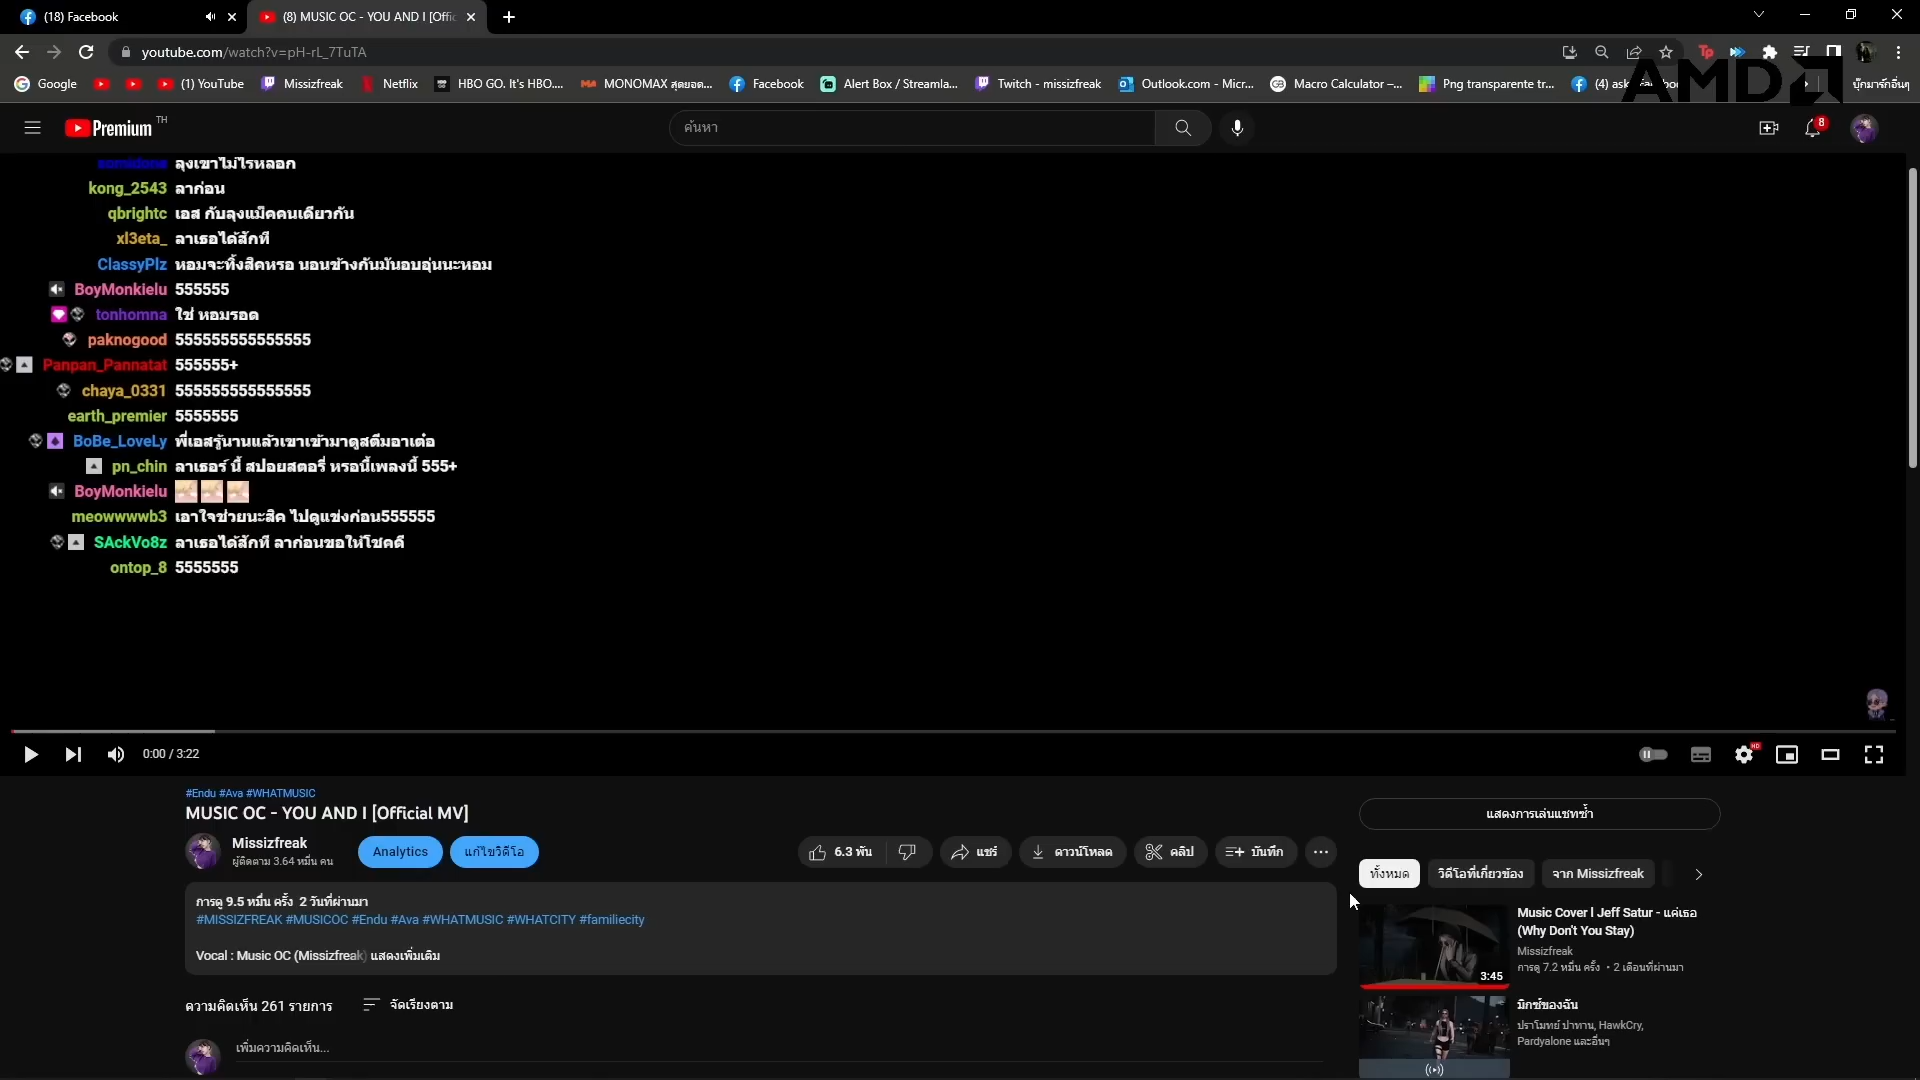 (18) Facebook
(8) MUSIC OC - YOU AND I [Offic
youtube.com/watch?v=pH-rL_7TuTA
Google
(1) YouTube
Missizfreak
Netflix
HBO GO. It's HBO....
MONOMAX สุดยอด...
Facebook
Alert Box / Streamla...
Twitch - missizfreak
Outlook.com - Micr...
Macro Calculator –...
Png transparente tr...
AMD
บุ๊กมาร์กอื่นๆ
Premium TH
ค้นหา
8
somidona ลุงเขาไม่ไรหลอก
kong_2543 ลาก่อน
qbrightc เอส กับลุงแม็คคนเดียวกัน
xl3eta_ ลาเธอได้สักที
ClassyPlz หอมจะทิ้งสิคหรอ นอนข้างกันมันอบอุ่นนะหอม
BoyMonkielu 555555
tonhomna ใช่ หอมรอด
paknogood 555555555555555
Panpan_Pannatat 555555+
chaya_0331 555555555555555
earth_premier 5555555
BoBe_LoveLy พี่เอสรู้นานแล้วเขาเข้ามาดูสตีมอาเต๋อ
pn_chin ลาเธอร์ นี้ สปอยสตอรี่ หรอนี้เพลงนี้ 555+
BoyMonkielu
meowwwwb3 เอาใจช่วยนะสิค ไปดูแข่งก่อน555555
SAckVo8z ลาเธอได้สักที ลาก่อนขอให้โชคดี
ontop_8 5555555
0:00 / 3:22
HD
#Endu #Ava #WHATMUSIC
MUSIC OC - YOU AND I [Official MV]
Missizfreak
ผู้ติดตาม 3.64 หมื่น คน
Analytics
แก้ไขวิดีโอ
6.3 พัน
แชร์
ดาวน์โหลด
คลิป
บันทึก
การดู 9.5 หมื่น ครั้ง 2 วันที่ผ่านมา
#MISSIZFREAK #MUSICOC #Endu #Ava #WHATMUSIC #WHATCITY #familiecity
Vocal : Music OC (Missizfreak) แสดงเพิ่มเติม
ความคิดเห็น 261 รายการ
จัดเรียงตาม
เพิ่มความคิดเห็น...
แสดงการเล่นแชทซ้ำ
ทั้งหมด
วิดีโอที่เกี่ยวข้อง
จาก Missizfreak
3:45
Music Cover l Jeff Satur - แค่เธอ
(Why Don't You Stay)
Missizfreak
การดู 7.2 หมื่น ครั้ง • 2 เดือนที่ผ่านมา
มิกซ์ของฉัน
ปราโมทย์ ปาทาน, HawkCry,
Pardyalone และอื่นๆ